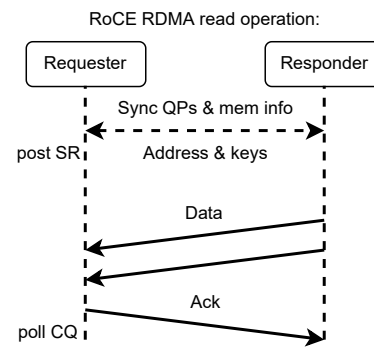 RoCE RDMA read operation:
Requester
Responder
Sync QPs & mem info
post SR
Address & keys
Data
Ack
poll CQ